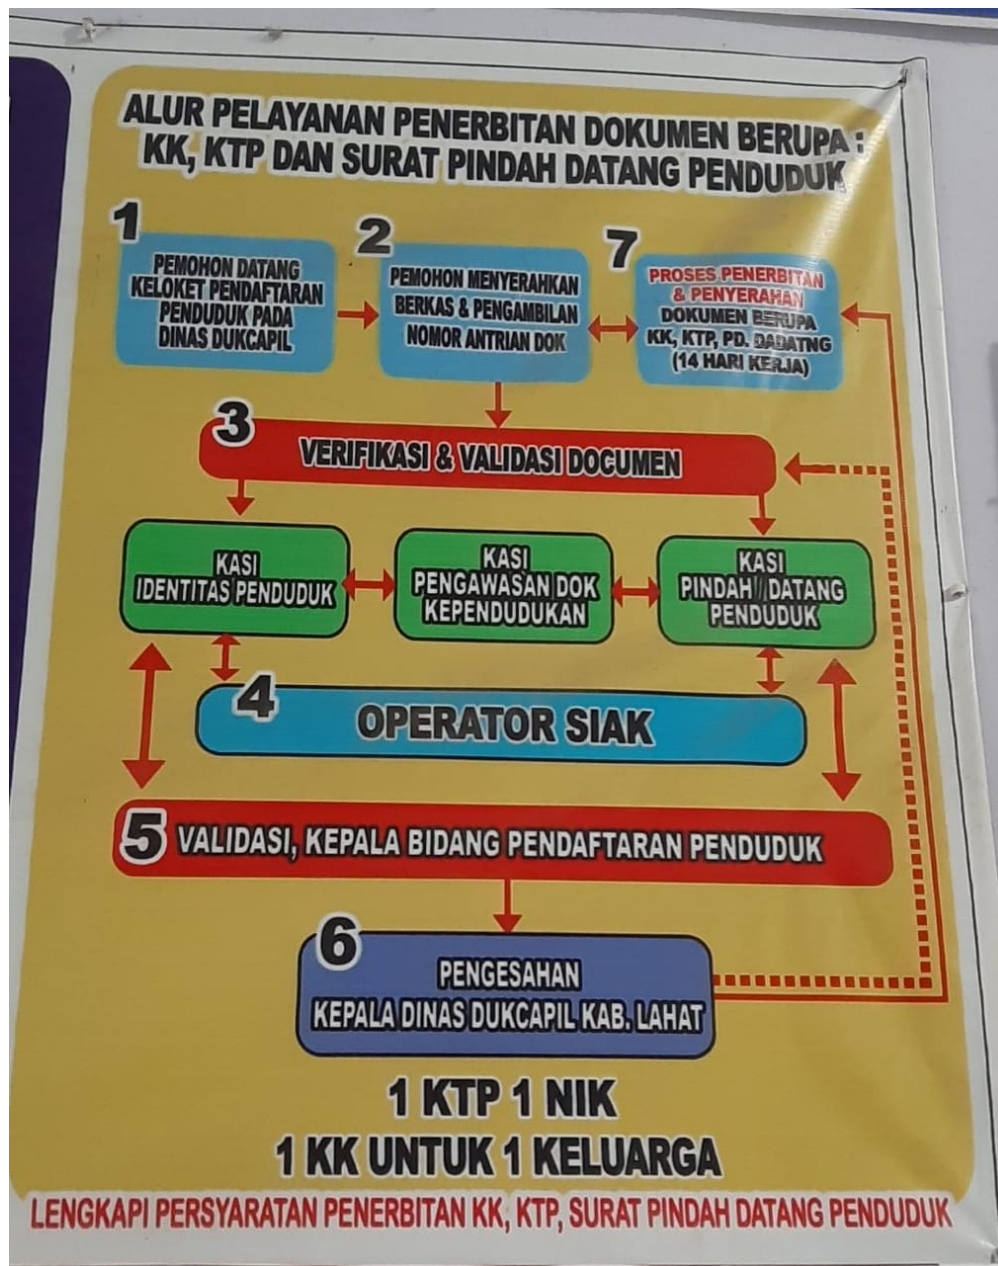 ALUR PELAYANAN PENERBITAN DOKUMEN BERUPA :
KK, KTP DAN SURAT PINDAH DATANG PENDUDUK
1
PEMOHON DATANG
KELOKET PENDAFTARAN
PENDUDUK PADA
DINAS DUKCAPIL
2
PEMOHON MENYERAHKAN
BERKAS & PENGAMBILAN
NOMOR ANTRIAN DOK
7
PROSES PENERBITAN
& PENYERAHAN
DOKUMEN BERUPA
KK, KTP, PD. DADATNG
(14 HARI KERJA)
3
VERIFIKASI & VALIDASI DOCUMEN
KASI
IDENTITAS PENDUDUK
KASI
PENGAWASAN DOK
KEPENDUDUKAN
KASI
PINDAH / DATANG
PENDUDUK
4
OPERATOR SIAK
5
VALIDASI, KEPALA BIDANG PENDAFTARAN PENDUDUK
6
PENGESAHAN
KEPALA DINAS DUKCAPIL KAB. LAHAT
1 KTP 1 NIK
1 KK UNTUK 1 KELUARGA
LENGKAPI PERSYARATAN PENERBITAN KK, KTP, SURAT PINDAH DATANG PENDUDUK